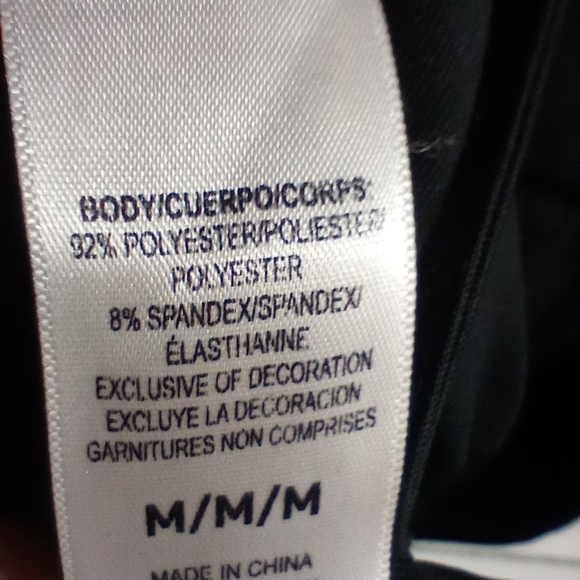 BODY/CUERPO/CORPS:
92% POLYESTER/POLIESTER/
POLYESTER
8% SPANDEX/SPANDEX/
ÉLASTHANNE
EXCLUSIVE OF DECORATION
EXCLUYE LA DECORACION
GARNITURES NON COMPRISES
M/M/M
MADE IN CHINA